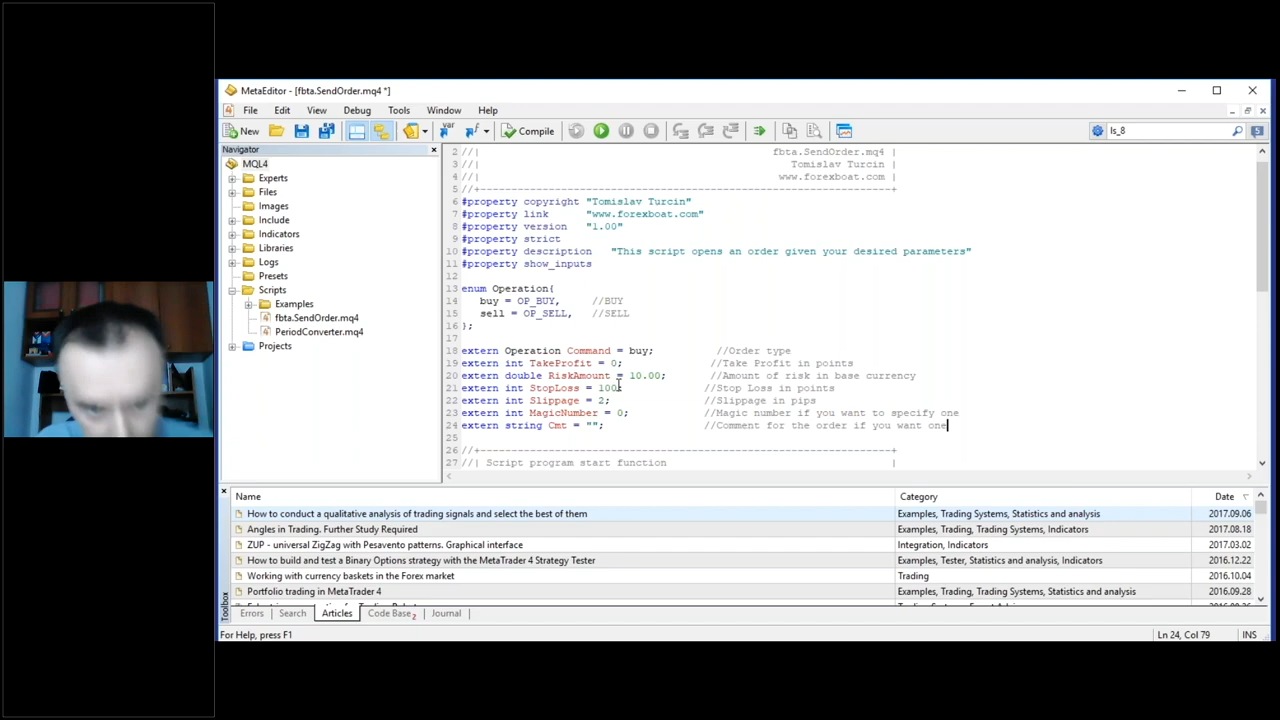 MetaEditor - [fbta.SendOrder.mq4 *]
File Edit View Debug Tools Window Help
New Compile ls_8
Navigator
MQL4
Experts
Files
Images
Include
Indicators
Libraries
Logs
Presets
Scripts
Examples
fbta.SendOrder.mq4
PeriodConverter.mq4
Projects
2 //| fbta.SendOrder.mq4 |
3 //| Tomislav Turcin |
4 //| www.forexboat.com |
5 //+------------------------------------------------------------------+
6 #property copyright "Tomislav Turcin"
7 #property link "www.forexboat.com"
8 #property version "1.00"
9 #property strict
10 #property description "This script opens an order given your desired parameters"
11 #property show_inputs
12
13 enum Operation{
14 buy = OP_BUY, //BUY
15 sell = OP_SELL, //SELL
16 };
17
18 extern Operation Command = buy; //Order type
19 extern int TakeProfit = 0; //Take Profit in points
20 extern double RiskAmount = 10.00; //Amount of risk in base currency
21 extern int StopLoss = 100; //Stop Loss in points
22 extern int Slippage = 2; //Slippage in pips
23 extern int MagicNumber = 0; //Magic number if you want to specify one
24 extern string Cmt = ""; //Comment for the order if you want one
25
26 //+------------------------------------------------------------------+
27 //| Script program start function |
Name Category Date
How to conduct a qualitative analysis of trading signals and select the best of them Examples, Trading Systems, Statistics and analysis 2017.09.06
Angles in Trading. Further Study Required Examples, Trading, Trading Systems, Indicators 2017.08.18
ZUP - universal ZigZag with Pesavento patterns. Graphical interface Integration, Indicators 2017.03.02
How to build and test a Binary Options strategy with the MetaTrader 4 Strategy Tester Examples, Tester, Statistics and analysis, Indicators 2016.12.22
Working with currency baskets in the Forex market Trading 2016.10.04
Portfolio trading in MetaTrader 4 Examples, Trading, Trading Systems, Statistics and analysis 2016.09.28
Toolbox
Errors Search Articles Code Base 2 Journal
For Help, press F1 Ln 24, Col 79 INS